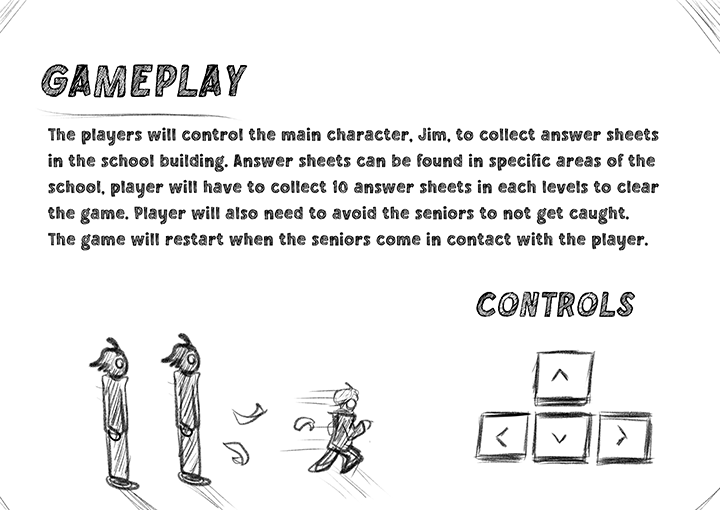 GAMEPLAY
The players will control the main character, Jim, to collect answer sheets
in the school building. Answer sheets can be found in specific areas of the
school, player will have to collect 10 answer sheets in each levels to clear
the game. Player will also need to avoid the seniors to not get caught.
The game will restart when the seniors come in contact with the player.
CONTROLS